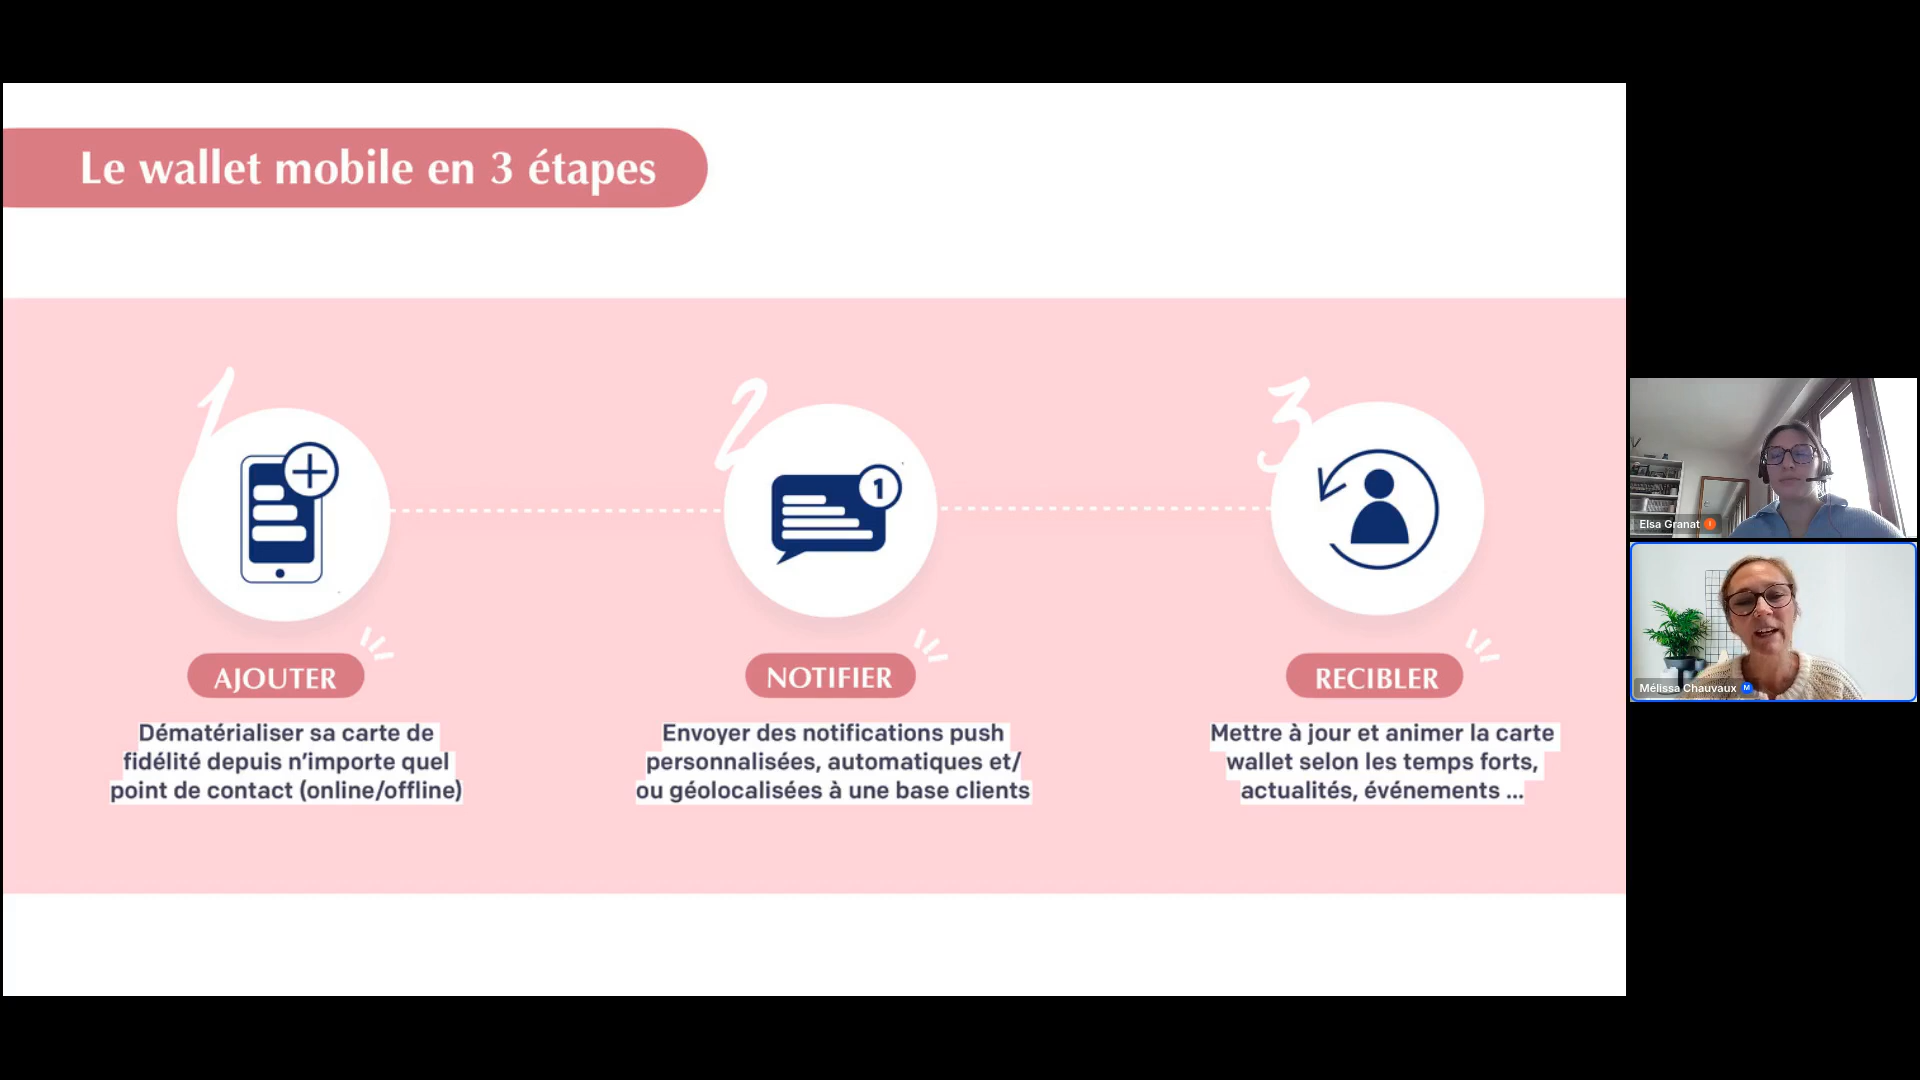 Le wallet mobile en 3 étapes
1
2
3
1
AJOUTER
Dématérialiser sa carte de
fidélité depuis n’importe quel
point de contact (online/offline)
NOTIFIER
Envoyer des notifications push
personnalisées, automatiques et/
ou géolocalisées à une base clients
RECIBLER
Mettre à jour et animer la carte
wallet selon les temps forts,
actualités, événements ...
Elsa Granat
Mélissa Chauvaux
M